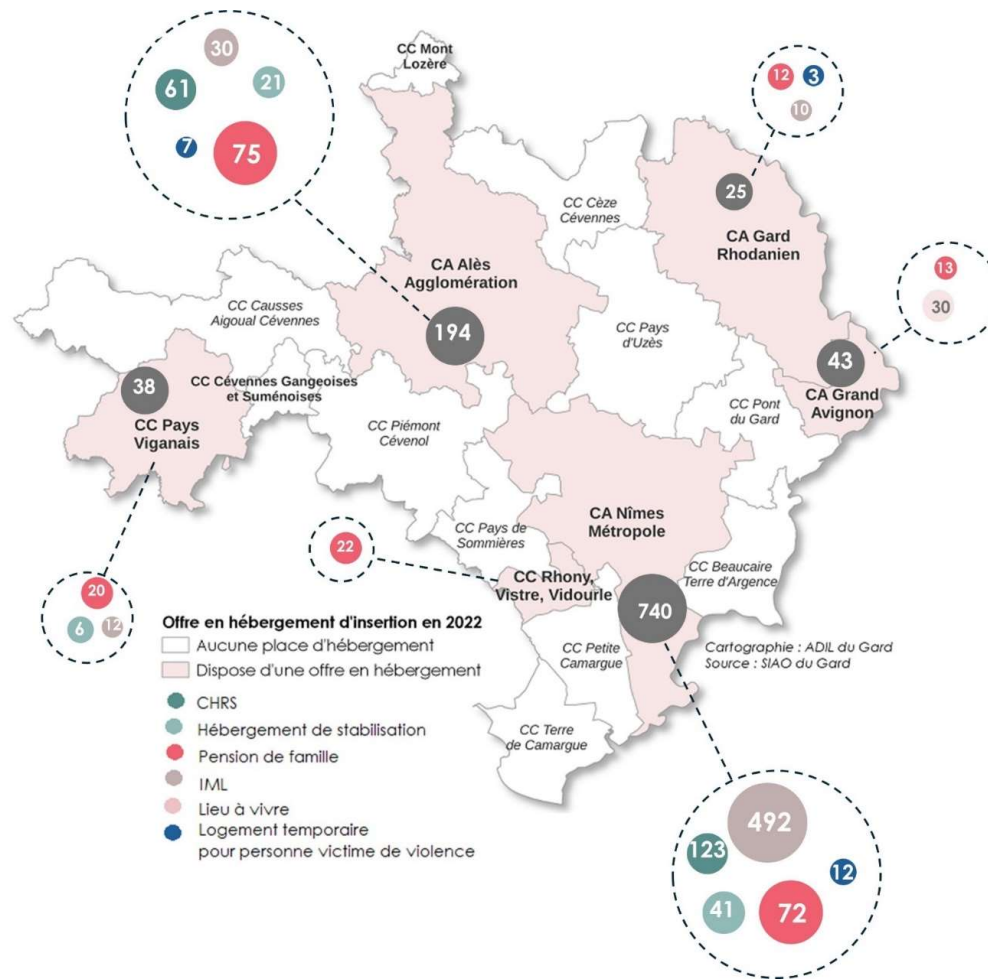 30
61
21
7
75
CC Mont
Lozère
12
3
10
25
CC Cèze
Cévennes
CA Gard
Rhodanien
CA Alès
Agglomération
13
30
CC Causses
Aigoual Cévennes
194
CC Pays
d'Uzès
43
38
CC Cévennes Gangeoises
et Suménoises
CA Grand
Avignon
CC Pays
Viganais
CC Piémont
Cévenol
CC Pont
du Gard
CA Nîmes
Métropole
CC Pays de
Sommières
22
CC Rhony,
Vistre, Vidourle
CC Beaucaire
Terre d'Argence
20
6
12
740
CC Petite
Camargue
CC Terre
de Camargue
Cartographie : ADIL du Gard
Source : SIAO du Gard
Offre en hébergement d'insertion en 2022
Aucune place d'hébergement
Dispose d'une offre en hébergement
CHRS
Hébergement de stabilisation
Pension de famille
IML
Lieu à vivre
Logement temporaire
pour personne victime de violence
492
123
12
41
72